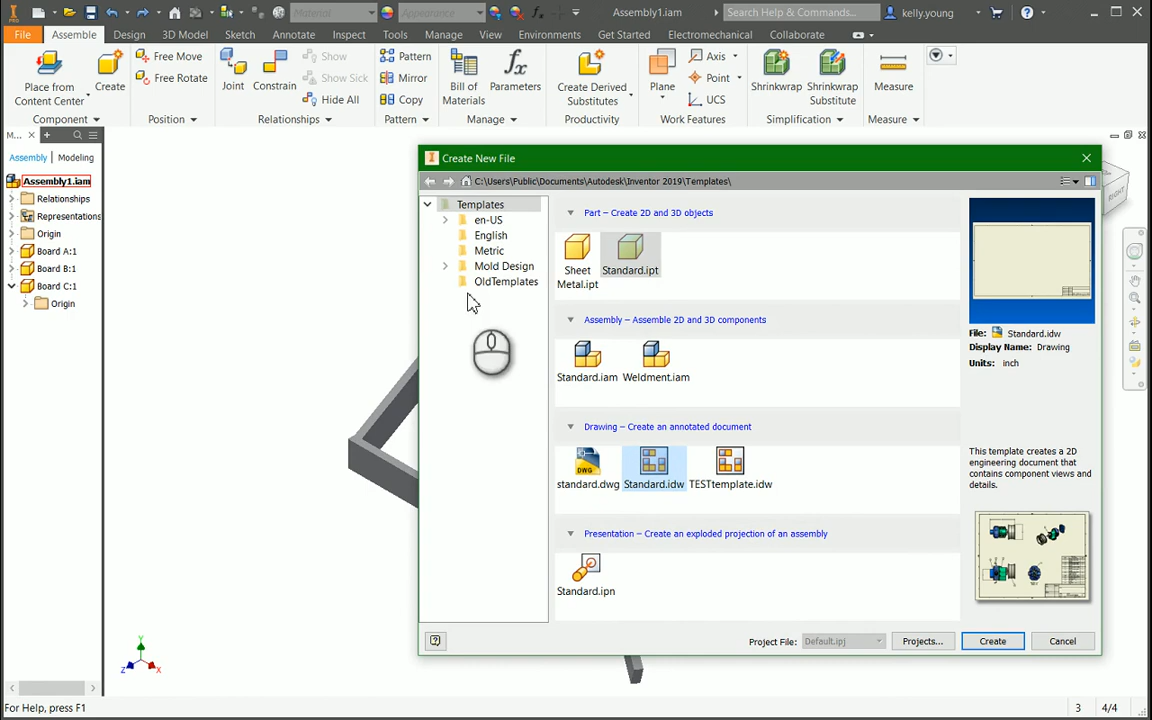 PRO
Material
Appearance
Assembly1.iam
Search Help & Commands...
kelly.young
File
Assemble
Design
3D Model
Sketch
Annotate
Inspect
Tools
Manage
View
Environments
Get Started
Electromechanical
Collaborate
Place from
Content Center
Create
Component
Free Move
Free Rotate
Position
Joint
Constrain
Show
Show Sick
Hide All
Relationships
Pattern
Mirror
Copy
Pattern
Bill of
Materials
Parameters
Manage
Create Derived
Substitutes
Productivity
Plane
Axis
Point
UCS
Work Features
Shrinkwrap
Shrinkwrap
Substitute
Simplification
Measure
Measure
M...
Assembly
Modeling
Assembly1.iam
Relationships
Representations
Origin
Board A:1
Board B:1
Board C:1
Origin
RIGHT
Create New File
C:\Users\Public\Documents\Autodesk\Inventor 2019\Templates\
Templates
en-US
English
Metric
Mold Design
OldTemplates
Part – Create 2D and 3D objects
Sheet
Metal.ipt
Standard.ipt
Assembly – Assemble 2D and 3D components
Standard.iam
Weldment.iam
Drawing – Create an annotated document
DWG
standard.dwg
Standard.idw
TESTtemplate.idw
Presentation – Create an exploded projection of an assembly
Standard.ipn
File: Standard.idw
Display Name: Drawing
Units: inch
This template creates a 2D
engineering document that
contains component views and
details.
Project File:
Default.ipj
Projects...
Create
Cancel
Y
Z
X
For Help, press F1
3
4/4